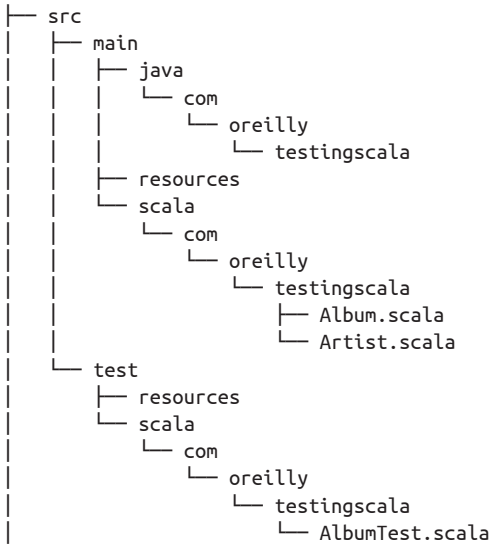 ├── src
│   ├── main
│   │   ├── java
│   │   │   └── com
│   │   │       └── oreilly
│   │   │           └── testingscala
│   │   ├── resources
│   │   └── scala
│   │       └── com
│   │           └── oreilly
│   │               └── testingscala
│   │                   ├── Album.scala
│   │                   └── Artist.scala
│   └── test
│       ├── resources
│       └── scala
│           └── com
│               └── oreilly
│                   └── testingscala
│                       └── AlbumTest.scala